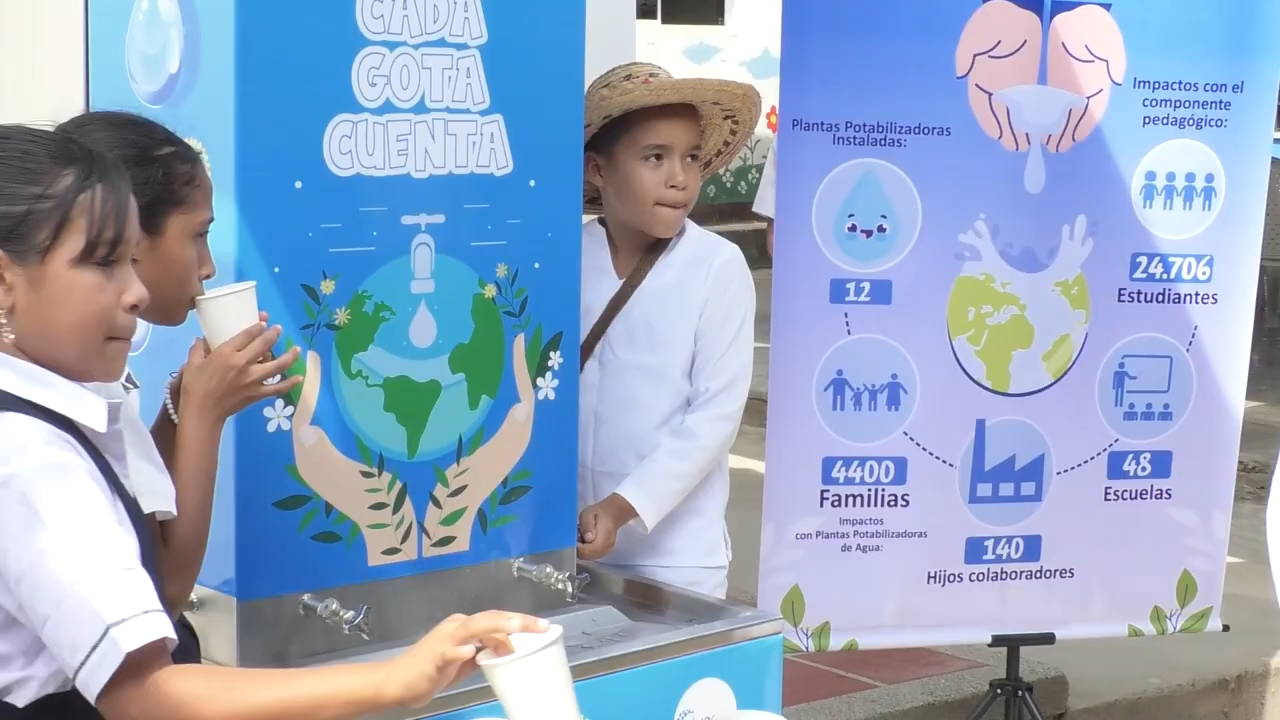 CADA
GOTA
CUENTA
Plantas Potabilizadoras
Instaladas:
12
4400
Familias
Impactos
con Plantas Potabilizadoras
de Agua:
140
Hijos colaboradores
Impactos con el
componente
pedagógico:
24.706
Estudiantes
48
Escuelas